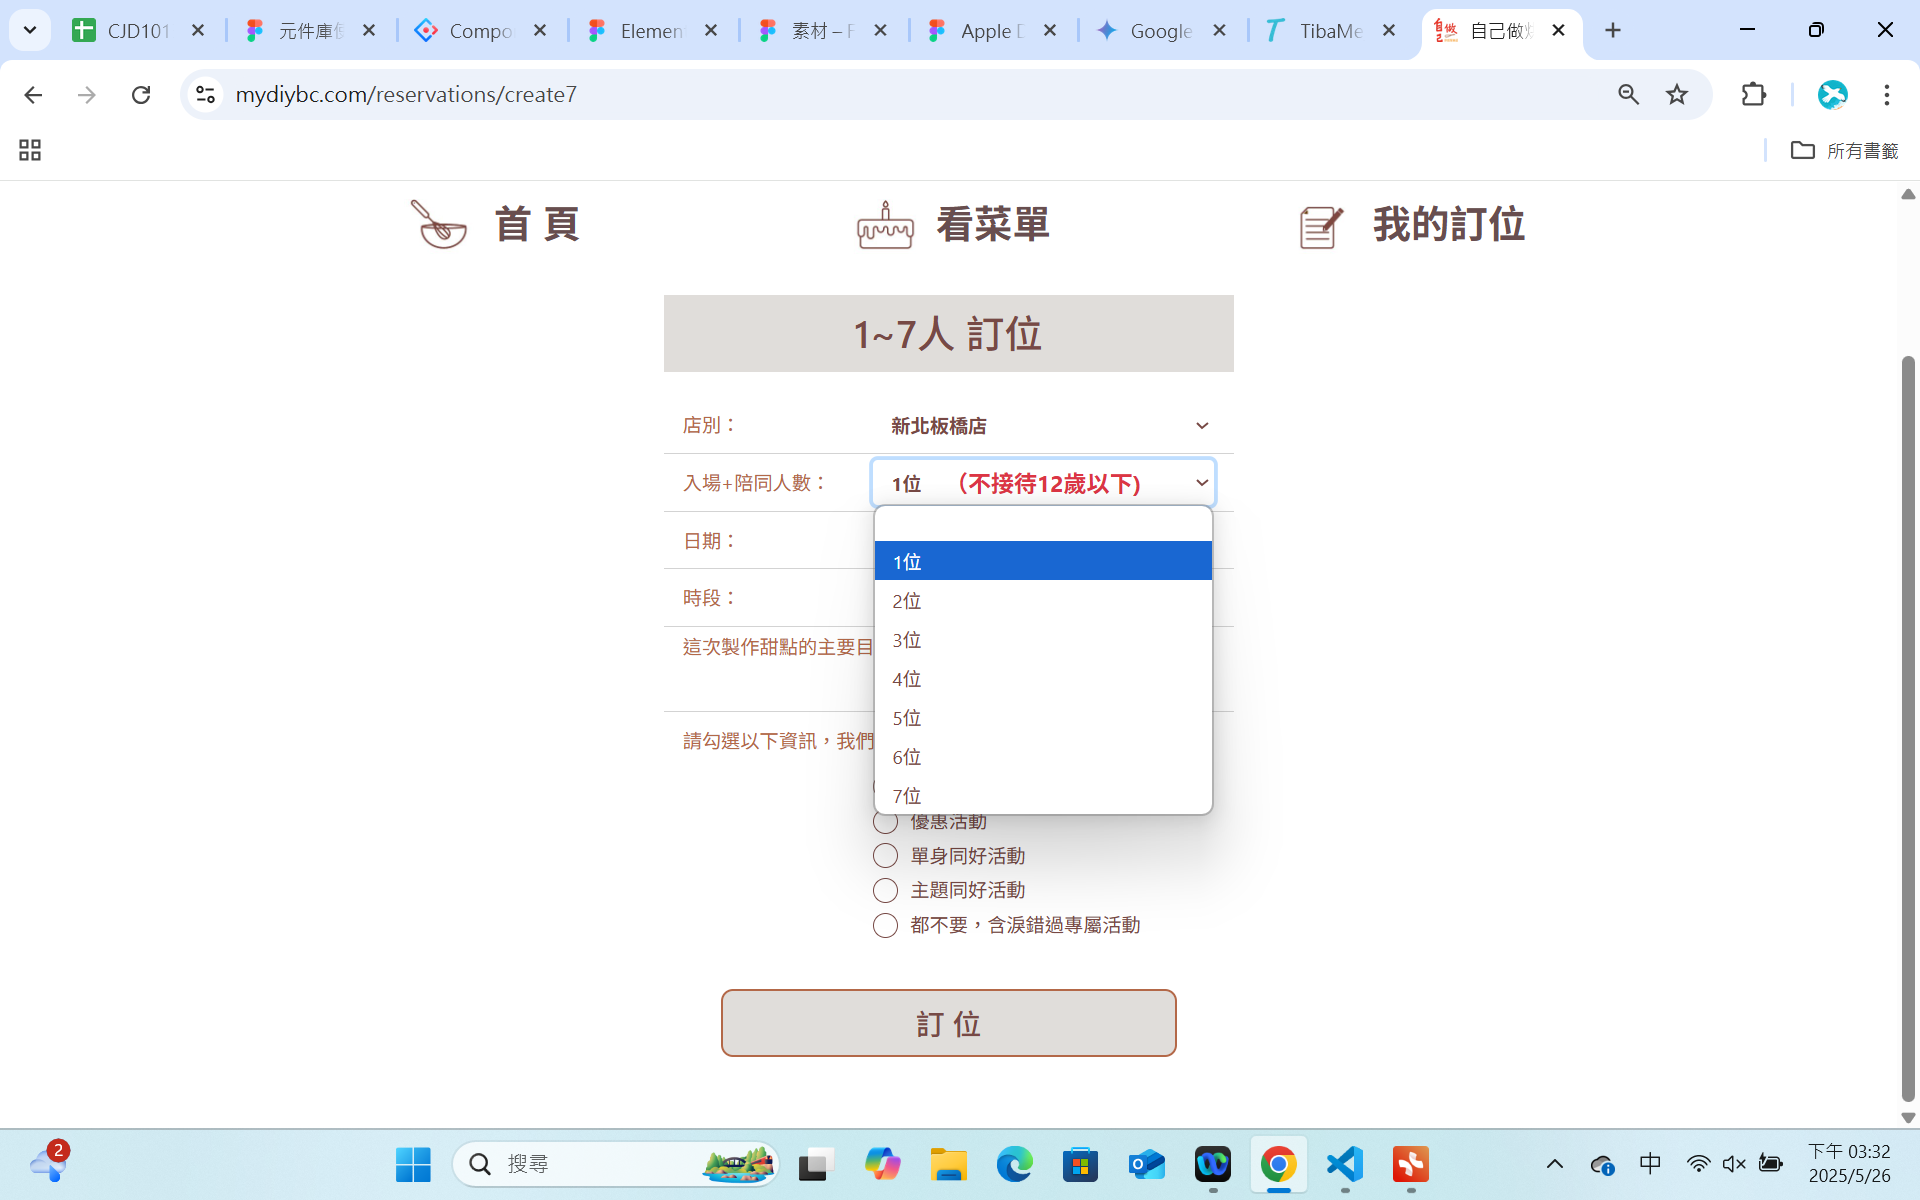 CJD101
元件庫
Compo
Elemen
素材 – F
Apple D
Google
TibaMe
自己做
mydiybc.com/reservations/create7
所有書籤
首 頁
看菜單
我的訂位
1~7人 訂位
店別：
新北板橋店
入場+陪同人數：
1位
（不接待12歲以下)
日期：
1位
2位
時段：
3位
這次製作甜點的主要目
4位
5位
請勾選以下資訊，我們
6位
7位
優惠活動
單身同好活動
主題同好活動
都不要，含淚錯過專屬活動
訂 位
2
搜尋
中
下午 03:32
2025/5/26